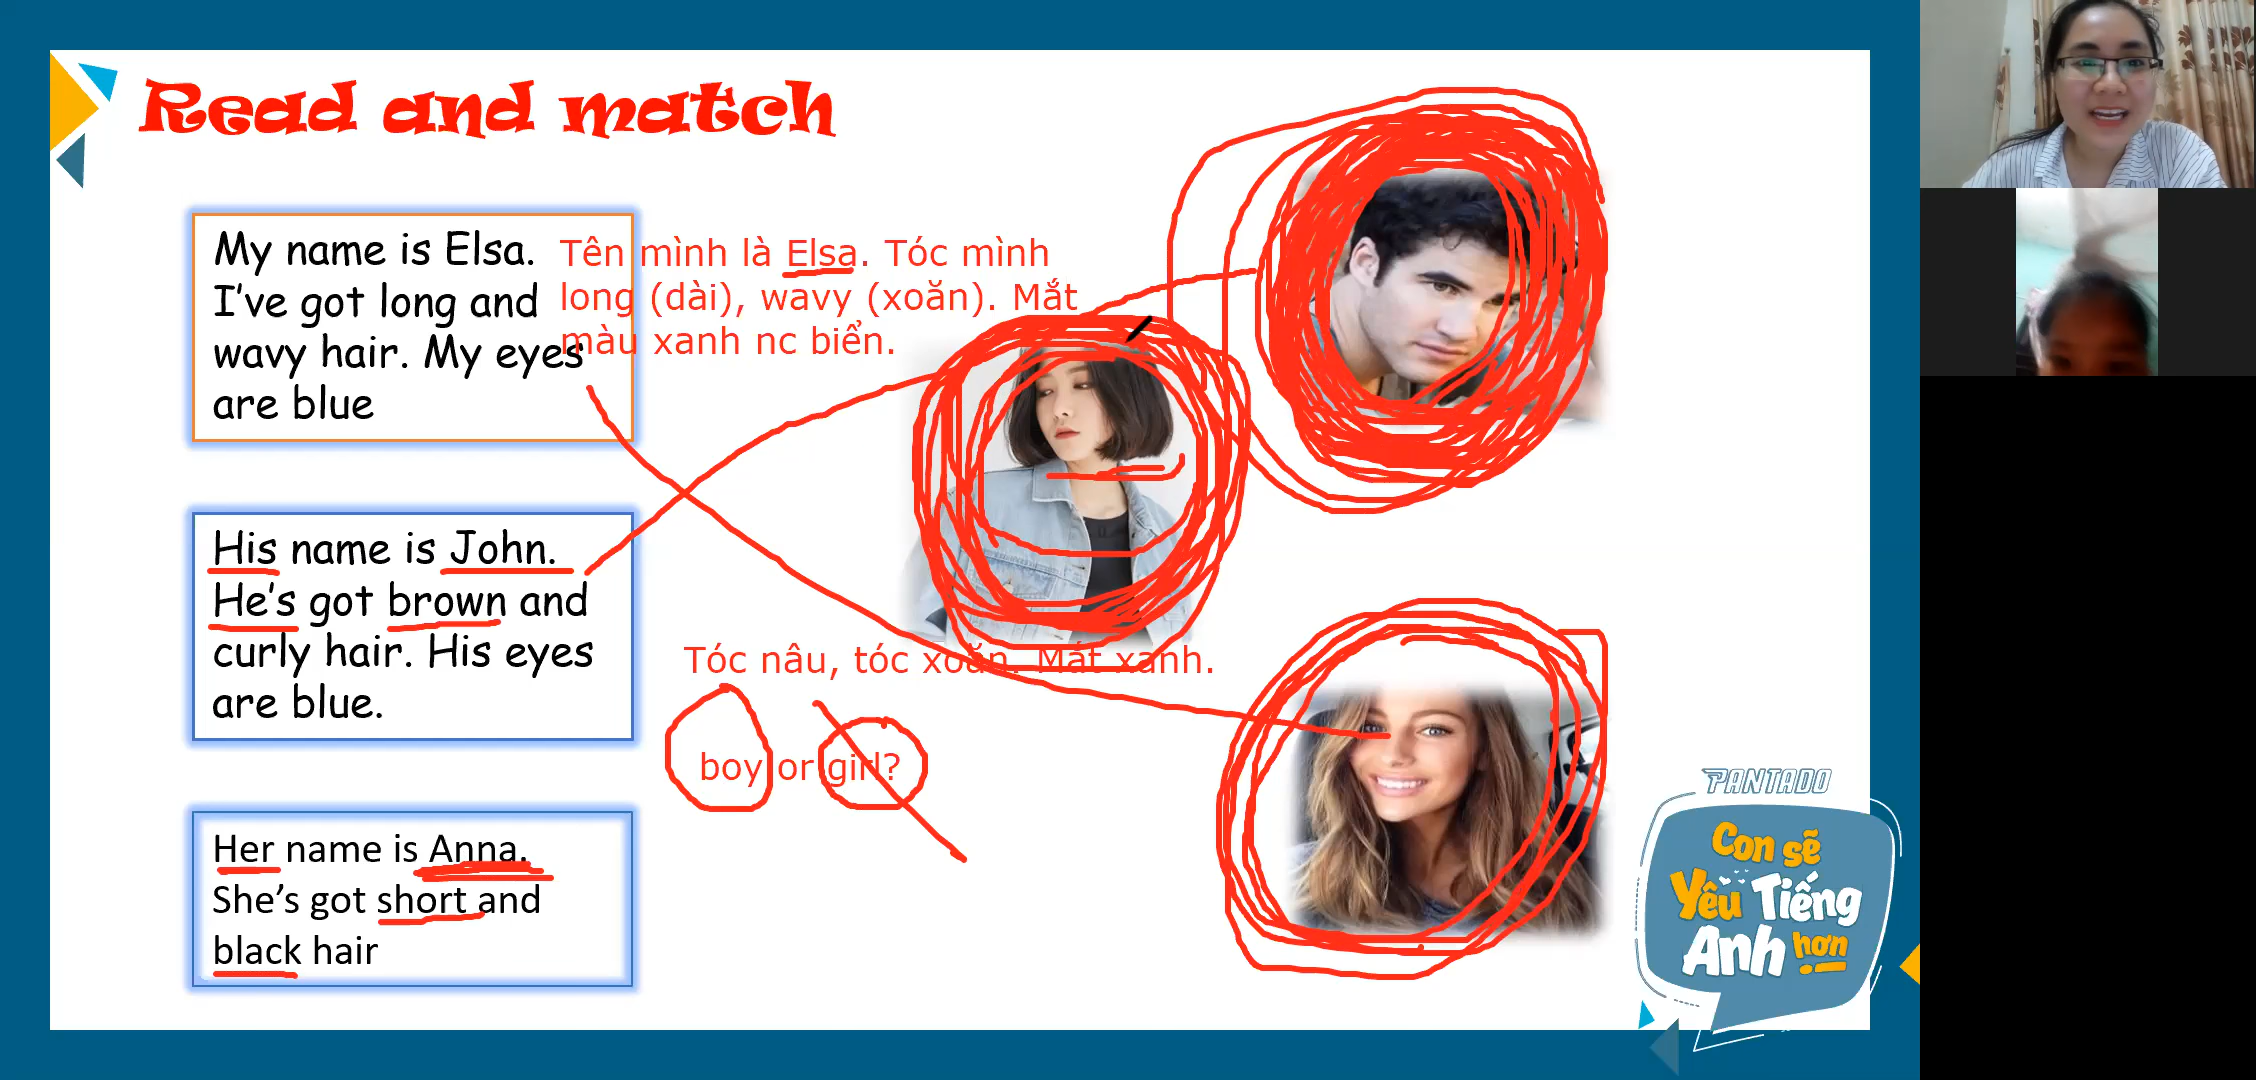 Read and match
My name is Elsa.
I've got long and
wavy hair. My eyes
are blue
Tên mình là Elsa. Tóc mình
long (dài), wavy (xoăn). Mắt
màu xanh nc biển.
His name is John.
He's got brown and
curly hair. His eyes
are blue.
Tóc nâu, tóc xoăn. Mắt xanh.
boy or girl?
Her name is Anna.
She's got short and
black hair
PANTADO
Con sẽ
Yêu Tiếng
Anh hơn